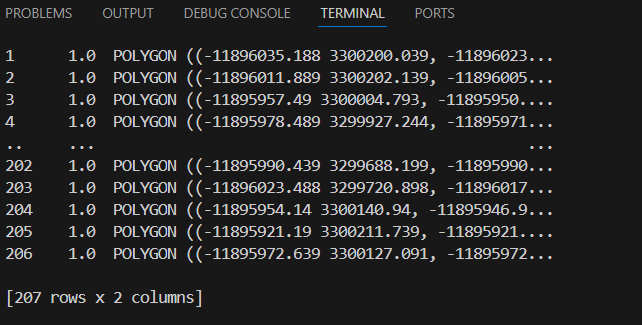 PROBLEMS OUTPUT DEBUG CONSOLE TERMINAL PORTS
1 1.0 POLYGON ((-11896035.188 3300200.039, -11896023...
2 1.0 POLYGON ((-11896011.889 3300202.139, -11896005...
3 1.0 POLYGON ((-11895957.49 3300004.793, -11895950....
4 1.0 POLYGON ((-11895978.489 3299927.244, -11895971...
.. ... ...
202 1.0 POLYGON ((-11895990.439 3299688.199, -11895990...
203 1.0 POLYGON ((-11896023.488 3299720.898, -11896017...
204 1.0 POLYGON ((-11895954.14 3300140.94, -11895946.9...
205 1.0 POLYGON ((-11895921.19 3300211.739, -11895921....
206 1.0 POLYGON ((-11895972.639 3300127.091, -11895972...
[207 rows x 2 columns]